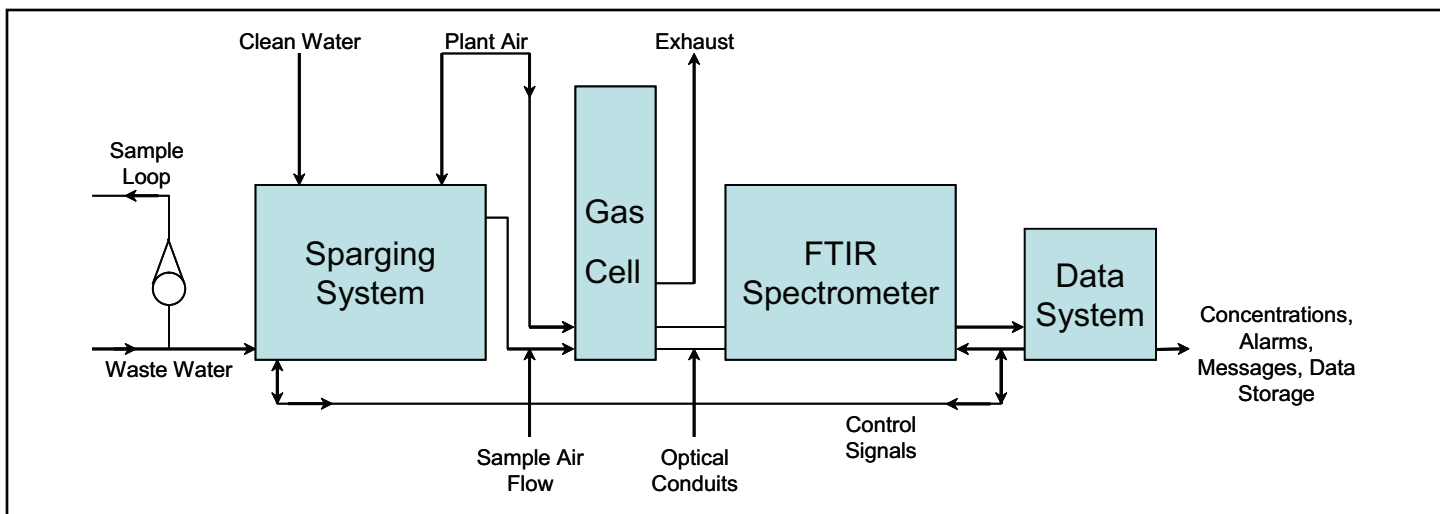 Clean Water
Plant Air
Exhaust
Sample
Loop
Gas
Cell
Sparging
System
FTIR
Spectrometer
Data
System
Waste Water
Concentrations,
Alarms,
Messages, Data
Storage
Sample Air
Flow
Optical
Conduits
Control
Signals